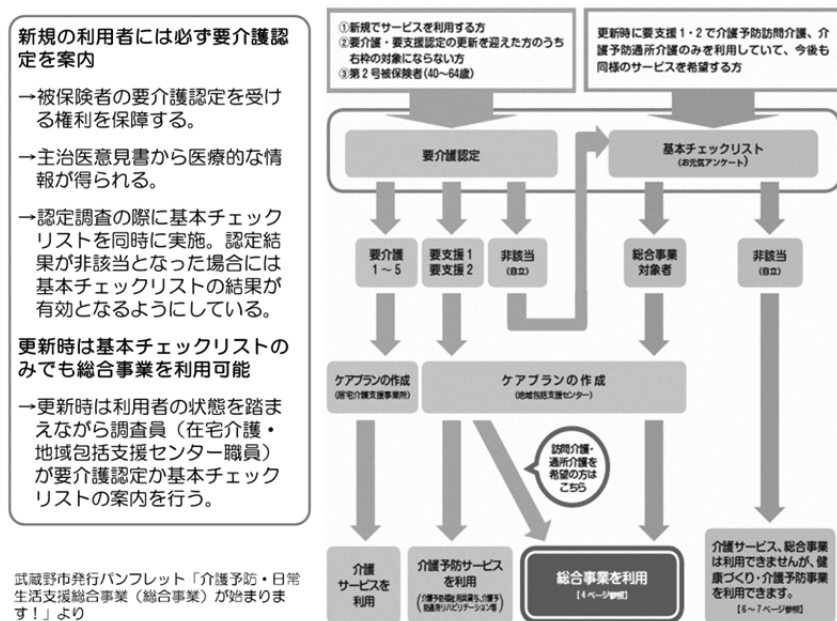 新規の利用者には必ず要介護認
定を案内
→被保険者の要介護認定を受け
る権利を保障する。
→主治医意見書から医療的な情
報が得られる。
→認定調査の際に基本チェック
リストを同時に実施。認定結
果が非該当となった場合には
基本チェックリストの結果が
有効となるようにしている。
更新時は基本チェックリストの
みでも総合事業を利用可能
→更新時は利用者の状態を踏ま
えながら調査員（在宅介護・
地域包括支援センター職員）
が要介護認定か基本チェック
リストの案内を行う。
武蔵野市発行パンフレット「介護予防・日常
生活支援総合事業（総合事業）が始まりま
す！」より
①新規でサービスを利用する方
②要介護・要支援認定の更新を迎えた方のうち
右枠の対象にならない方
③第2号被保険者(40～64歳)
更新時に要支援1・2で介護予防訪問介護、介
護予防通所介護のみを利用していて、今後も
同様のサービスを希望する方
要介護認定
基本チェックリスト
(お元気アンケート)
要介護
1～5
要支援1
要支援2
非該当
(自立)
総合事業
対象者
非該当
(自立)
ケアプランの作成
(居宅介護支援事業所)
ケアプランの作成
(地域包括支援センター)
訪問介護・
通所介護を
希望の方は
こちら
介護
サービスを
利用
介護予防サービス
を利用
(介護予防福祉用具貸与、介護予
防通所リハビリテーション等)
総合事業を利用
【4ページ参照】
介護サービス、総合事業
は利用できませんが、健
康づくり・介護予防事業
を利用できます。
【6～7ページ参照】